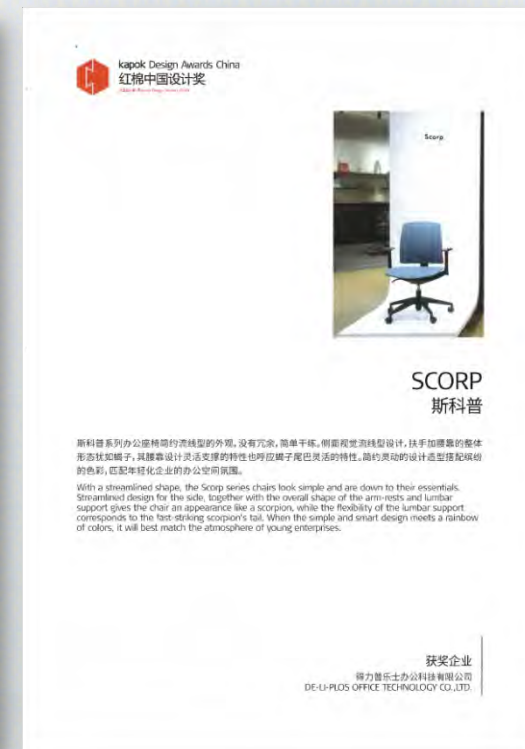 kapok Design Awards China
红棉中国设计奖
Scorp
SCORP
斯科普
斯科普系列办公座椅简约流线型的外观,没有冗余,简单干练。侧面视觉流线型设计,扶手加腰靠的整体
形态犹如蝎子,其腰靠设计灵活支撑的特性也呼应蝎子尾巴灵活的特性。简约灵动的设计造型搭配缤纷
的色彩,匹配年轻化企业的办公空间氛围。
With a streamlined shape, the Scorp series chairs look simple and are down to their essentials.
Streamlined design for the side, together with the overall shape of the arm-rests and lumbar
support gives the chair an appearance like a scorpion, while the flexibility of the lumbar support
corresponds to the fast-striking scorpion's tail. When the simple and smart design meets a rainbow
of colors, it will best match the atmosphere of young enterprises.
获奖企业
得力普乐士办公科技有限公司
DE-LI-PLOS OFFICE TECHNOLOGY CO.,LTD.